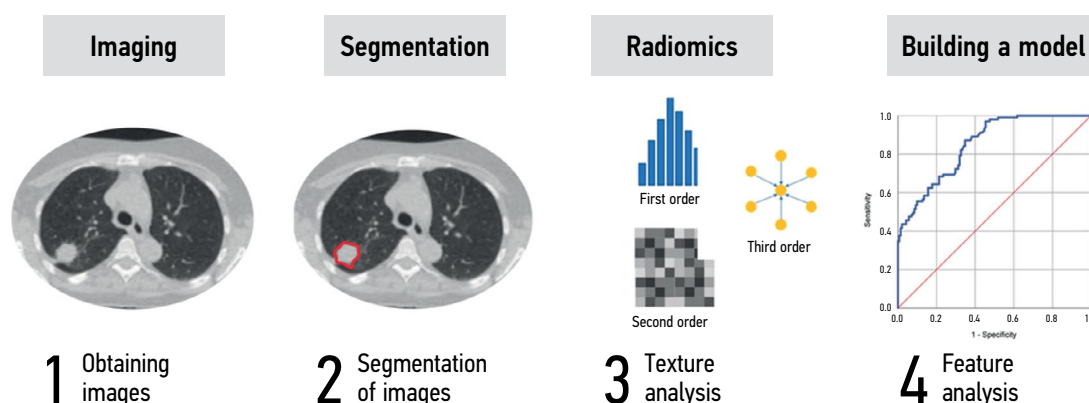 Imaging
Segmentation
Radiomics
Building a model
First order
Second order
Third order
1.0
0.8
0.6
0.4
0.2
0.0
Sensitivity
0.0 0.2 0.4 0.6 0.8
1 - Specificity
1 Obtaining
images
2 Segmentation
of images
3 Texture
analysis
4 Feature
analysis